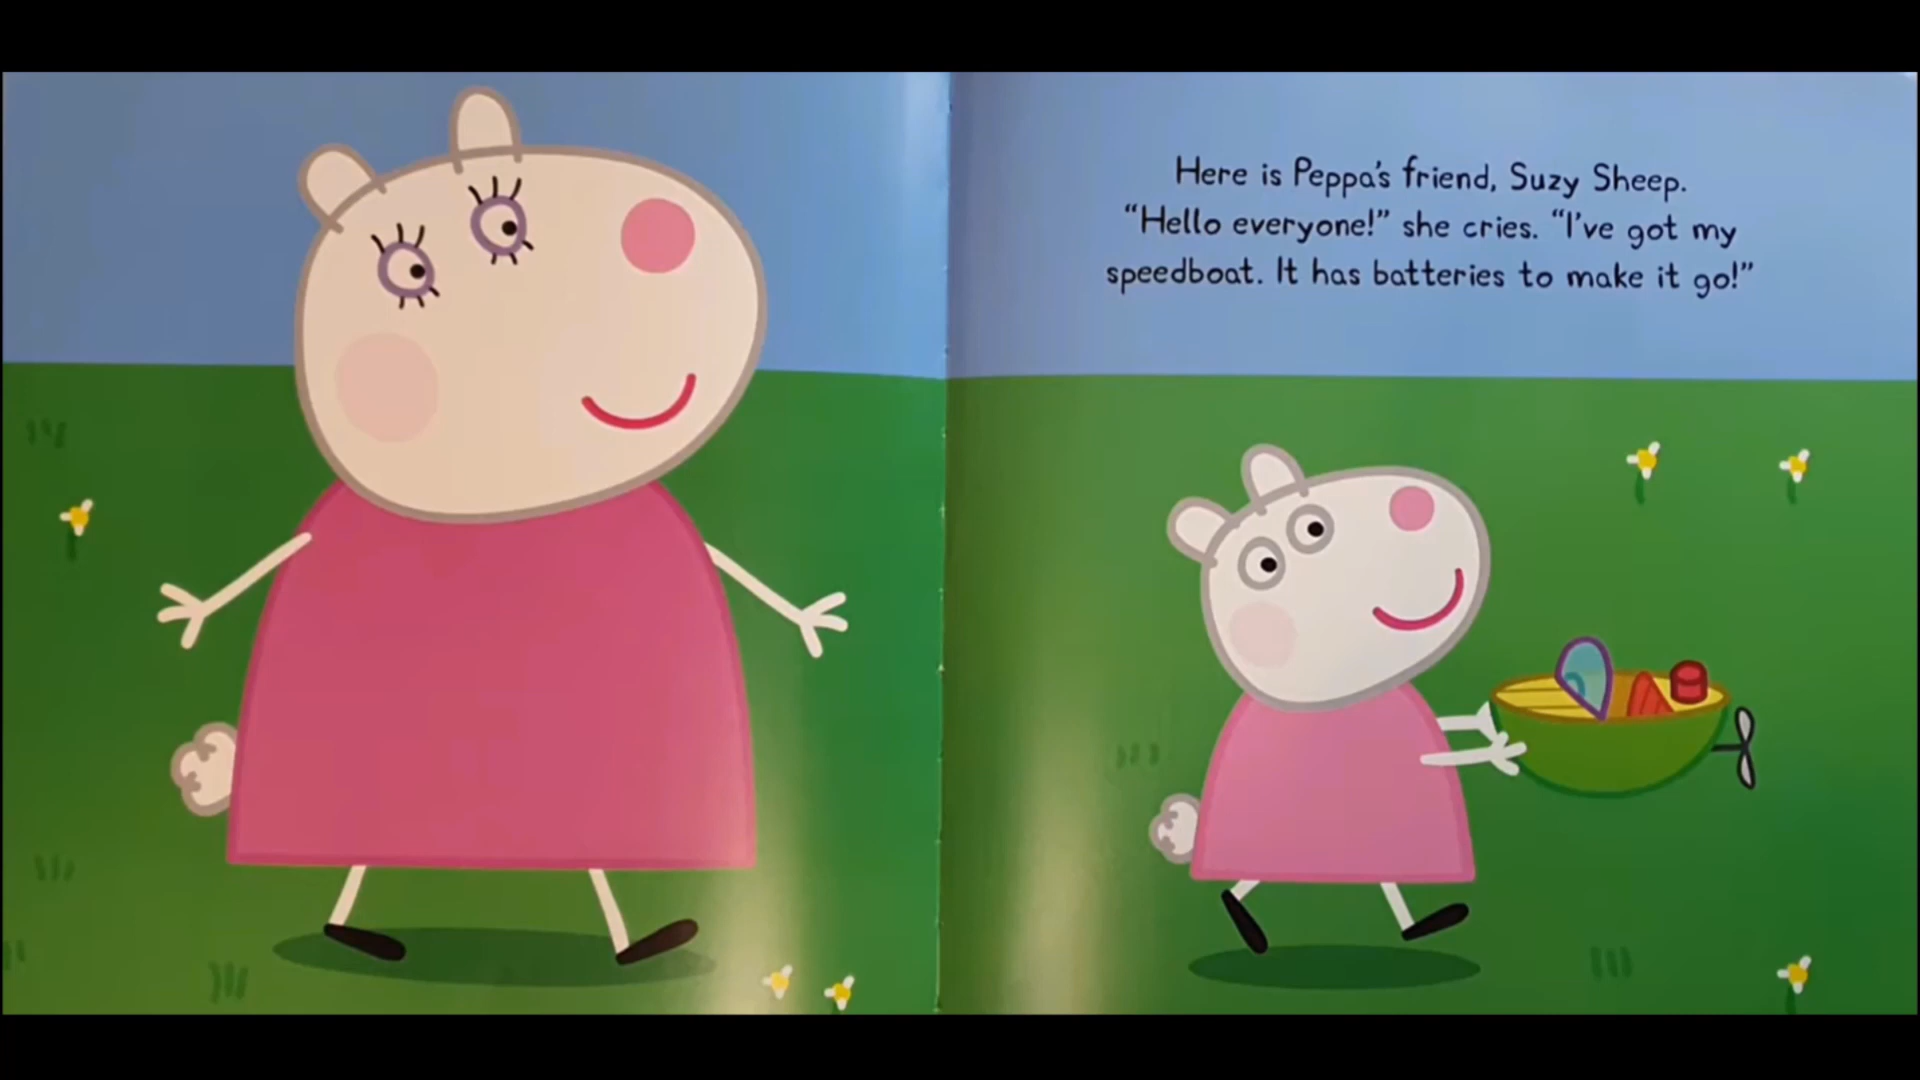 Here is Peppa's friend, Suzy Sheep.
“Hello everyone!” she cries. “I've got my
speedboat. It has batteries to make it go!”